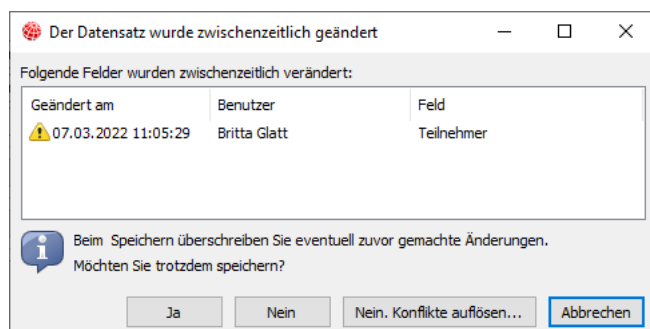 Der Datensatz wurde zwischenzeitlich geändert
Folgende Felder wurden zwischenzeitlich verändert:
Geändert am Benutzer Feld
07.03.2022 11:05:29 Britta Glatt Teilnehmer
Beim Speichern überschreiben Sie eventuell zuvor gemachte Änderungen.
Möchten Sie trotzdem speichern?
Ja Nein Nein. Konflikte auflösen... Abbrechen